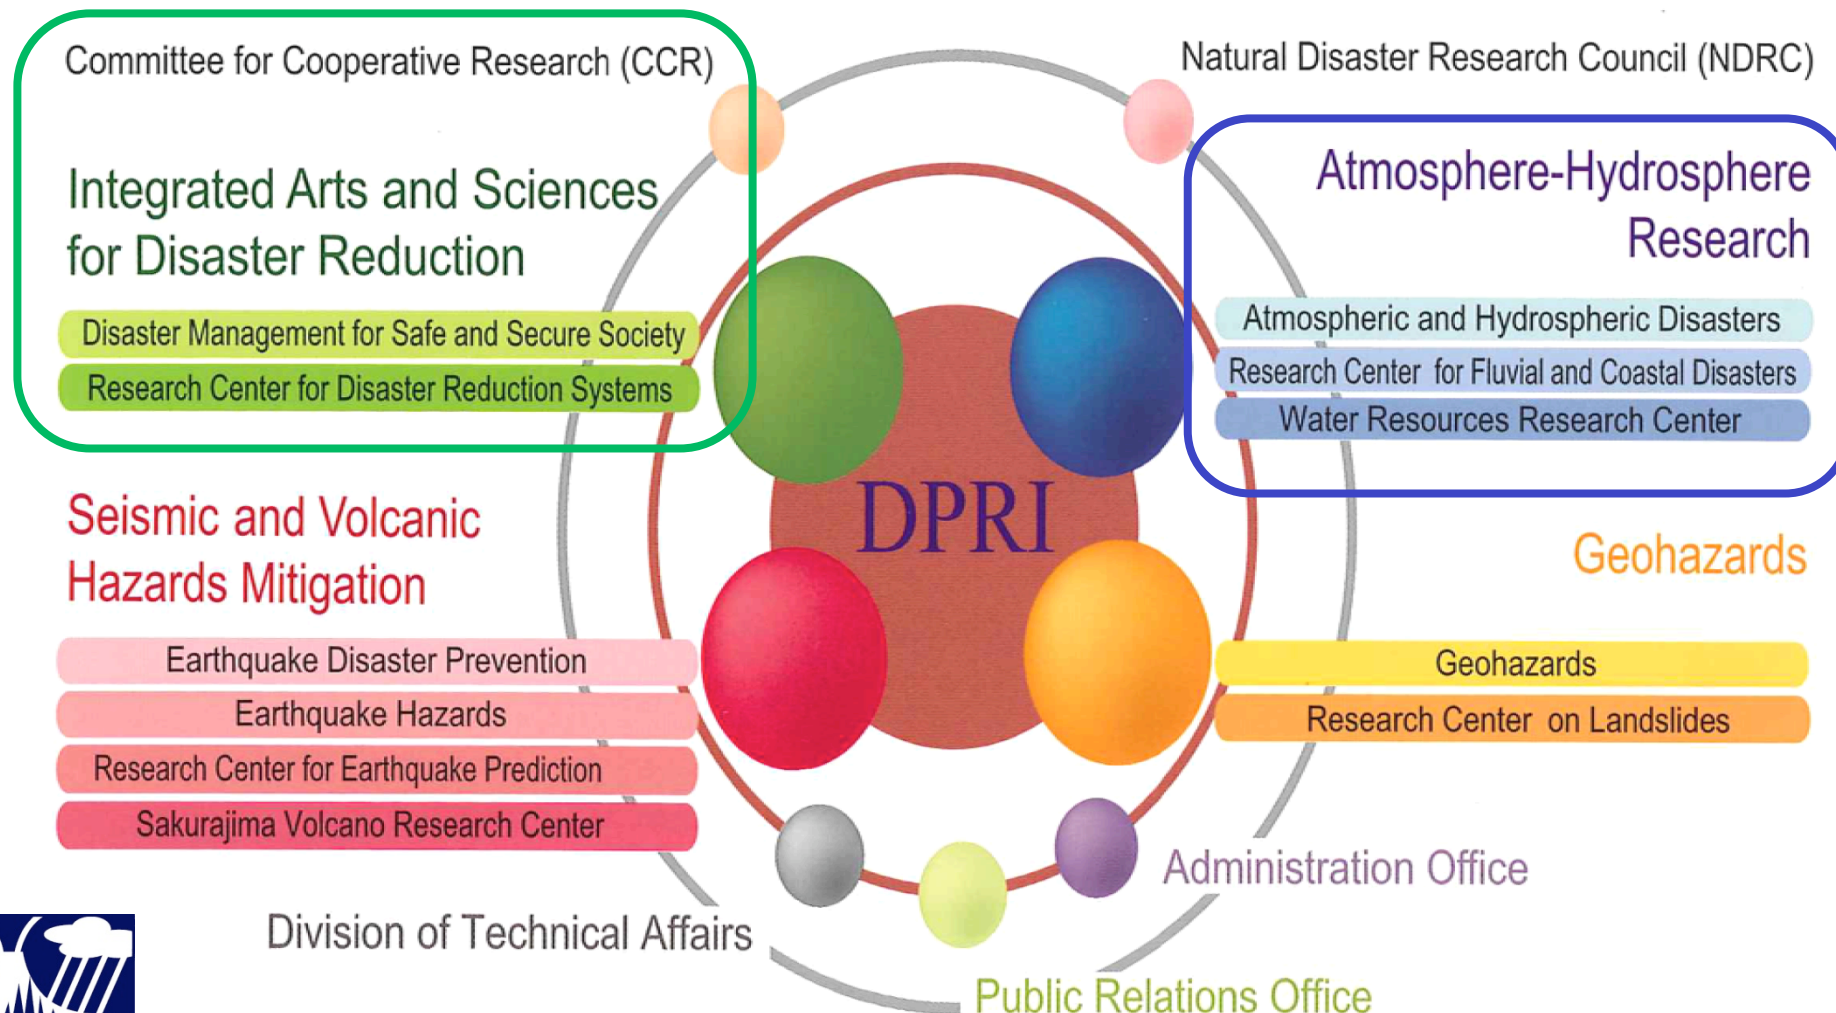 Committee for Cooperative Research (CCR)
Natural Disaster Research Council (NDRC)
Integrated Arts and Sciences
for Disaster Reduction
Disaster Management for Safe and Secure Society
Research Center for Disaster Reduction Systems
Atmosphere-Hydrosphere
Research
Atmospheric and Hydrospheric Disasters
Research Center for Fluvial and Coastal Disasters
Water Resources Research Center
DPRI
Seismic and Volcanic
Hazards Mitigation
Earthquake Disaster Prevention
Earthquake Hazards
Research Center for Earthquake Prediction
Sakurajima Volcano Research Center
Geohazards
Geohazards
Research Center on Landslides
Division of Technical Affairs
Public Relations Office
Administration Office